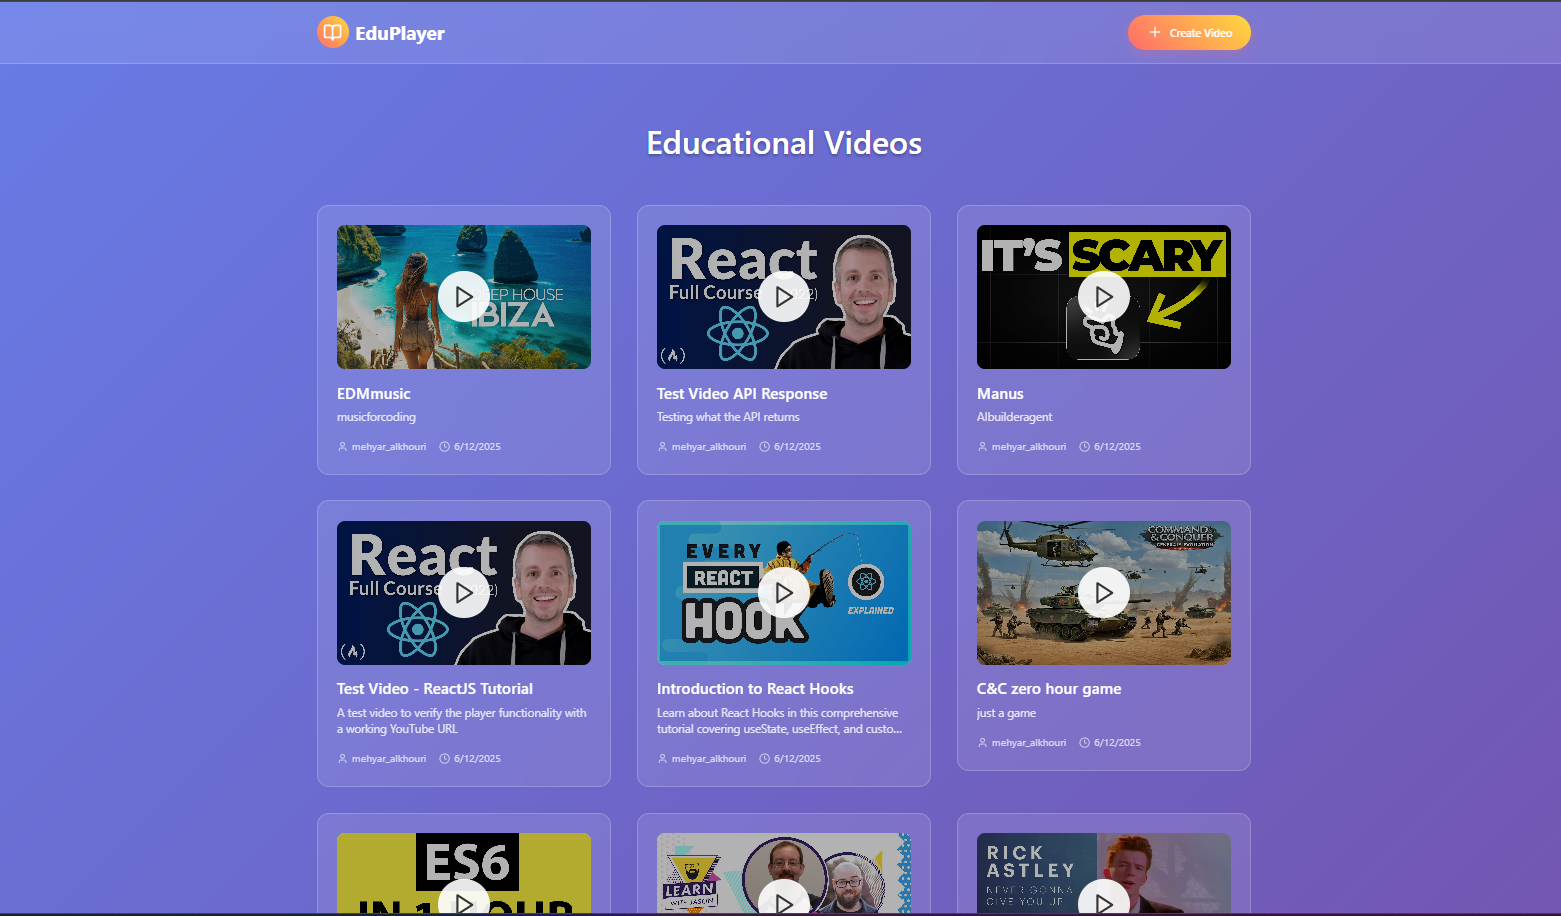 EduPlayer
Create Video
Educational Videos
DEEP HOUSE
IBIZA
EDMmusic
musicforcoding
mehyar_alkhouri 6/12/2025
React
Full Course 2022)
Test Video API Response
Testing what the API returns
mehyar_alkhouri 6/12/2025
IT'S SCARY
Manus
AIbuilderagent
mehyar_alkhouri 6/12/2025
React
Full Course 2022)
Test Video - ReactJS Tutorial
A test video to verify the player functionality with
a working YouTube URL
mehyar_alkhouri 6/12/2025
EVERY
REACT
HOOK
EXPLAINED
Introduction to React Hooks
Learn about React Hooks in this comprehensive
tutorial covering useState, useEffect, and custo...
mehyar_alkhouri 6/12/2025
COMMAND
& CONQUER
C&C zero hour game
just a game
mehyar_alkhouri 6/12/2025
ES6
IN 1 HOUR
LEARN
WITH JASON
RICK
ASTLEY
NEVER GONNA
GIVE YOU UP